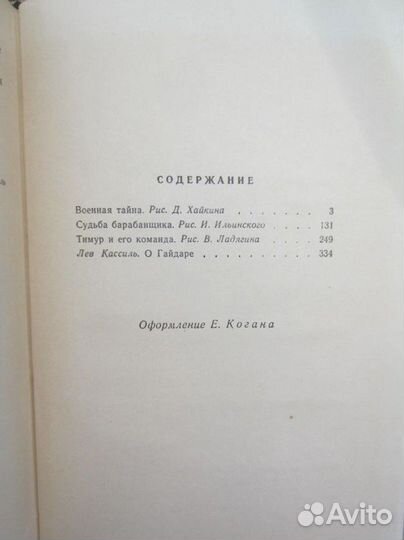 СОДЕРЖАНИЕ
Военная тайна. Рис. Д. Хайкина . . . . . . . 3
Судьба барабанщика. Рис. И. Ильинского . . . . 131
Тимур и его команда. Рис. В. Ладягина . . . . . 249
Лев Кассиль. О Гайдаре . . . . . . . . . 334
Оформление Е. Когана
Avito